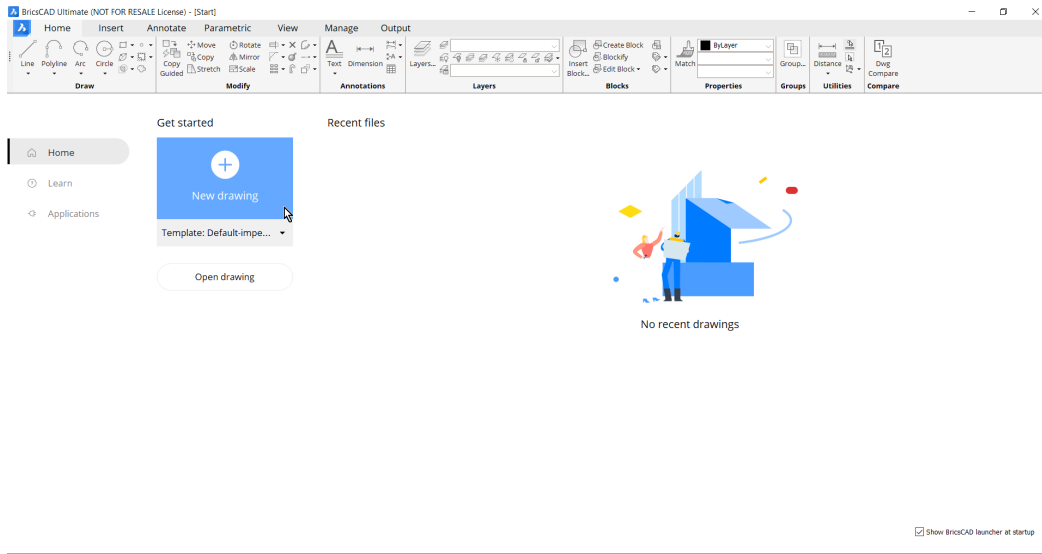 BricsCAD Ultimate (NOT FOR RESALE License) - [Start]
Home Insert Annotate Parametric View Manage Output
Line Polyline Arc Circle
Copy Guided
Move
Copy
Stretch
Rotate
Mirror
Scale
Text Dimension
Layers...
Insert Block...
Create Block
Blockify
Edit Block
Match
ByLayer
Group...
Distance
Dwg Compare
Draw Modify Annotations Layers Blocks Properties Groups Utilities Compare
Get started
Recent files
Home
Learn
Applications
New drawing
Template: Default-impe...
Open drawing
No recent drawings
Show BricsCAD launcher at startup